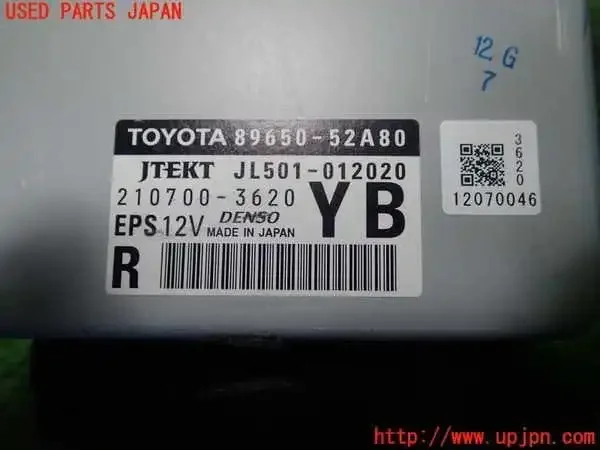 USED PARTS JAPAN
12 G
7
TOYOTA 89650-52A80
JTEKT JL501-012020
210700-3620
YB
EPS12V DENSO
MADE IN JAPAN
R
3620
12070046
https://www.upjpn.com/